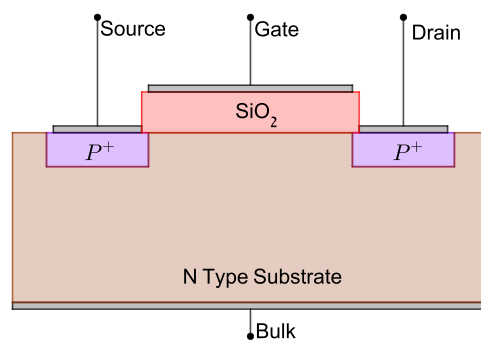 Source
Gate
Drain
SiO₂
P⁺
P⁺
N Type Substrate
Bulk